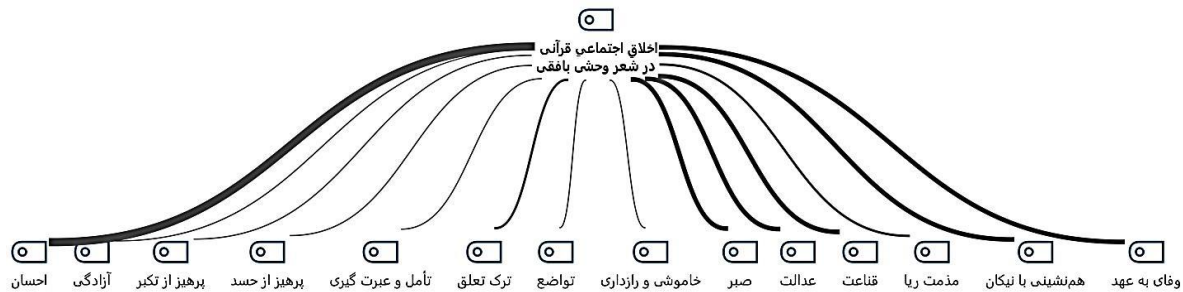 اخلاق اجتماعی قرآنی
در شعر وحشی بافقی
وفای به عهد
هم‌نشینی با نیکان
مذمت ریا
قناعت
عدالت
صبر
خاموشی و رازداری
تواضع
ترک تعلق
تأمل و عبرت گیری
پرهیز از حسد
پرهیز از تکبر
آزادگی
احسان